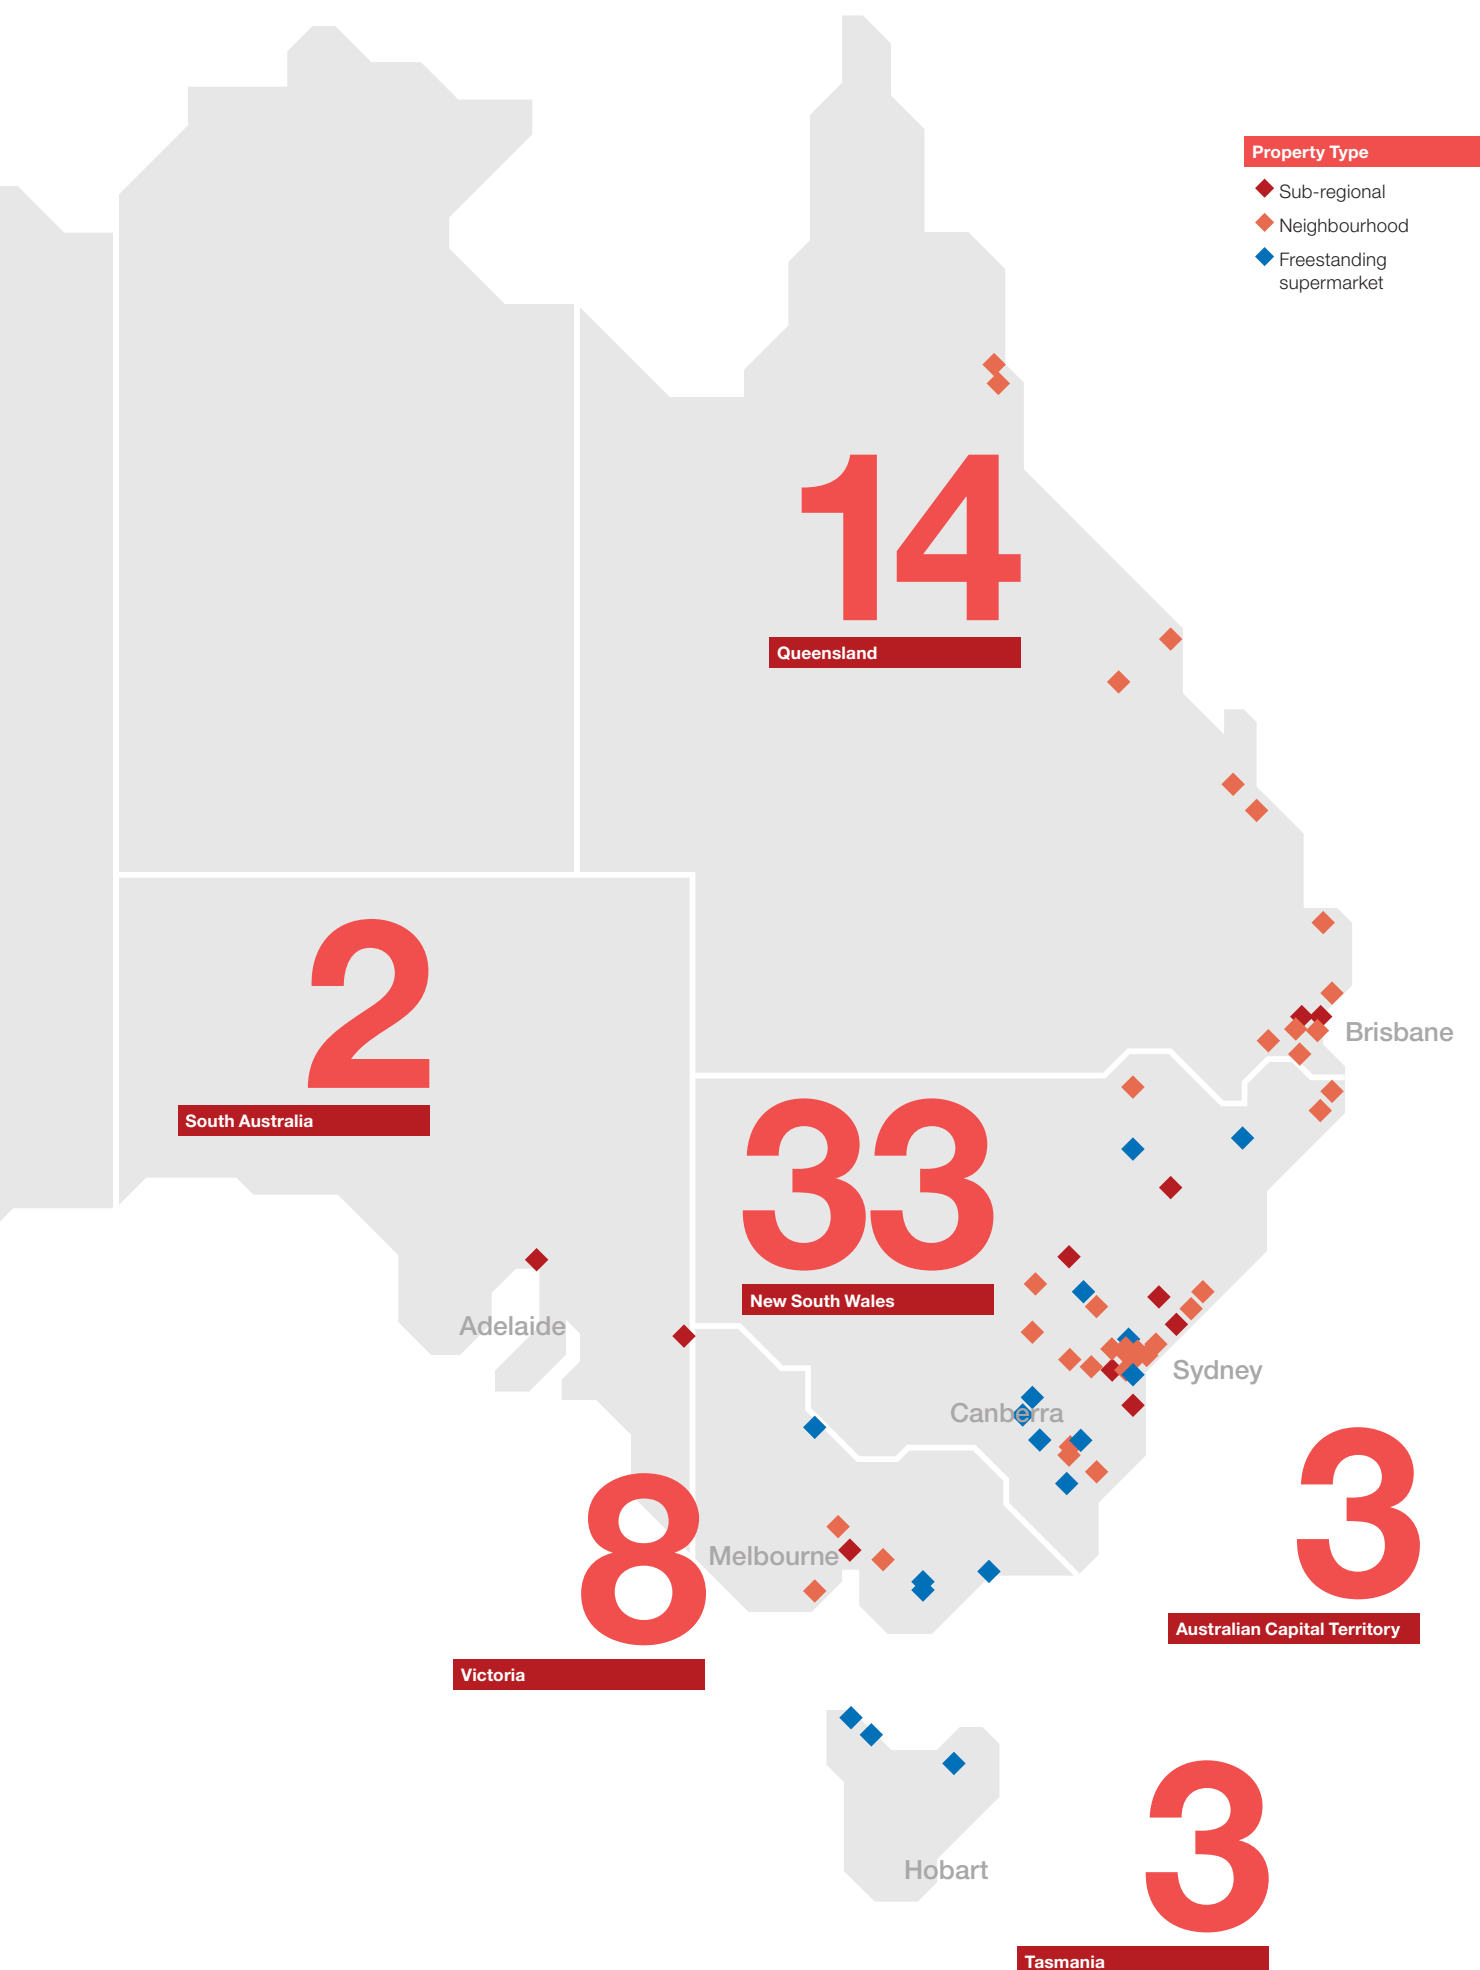 Property Type
Sub-regional
Neighbourhood
Freestanding
supermarket
14
Queensland
2
South Australia
Brisbane
33
New South Wales
Adelaide
Sydney
Canberra
3
Australian Capital Territory
8
Victoria
Melbourne
Hobart
3
Tasmania